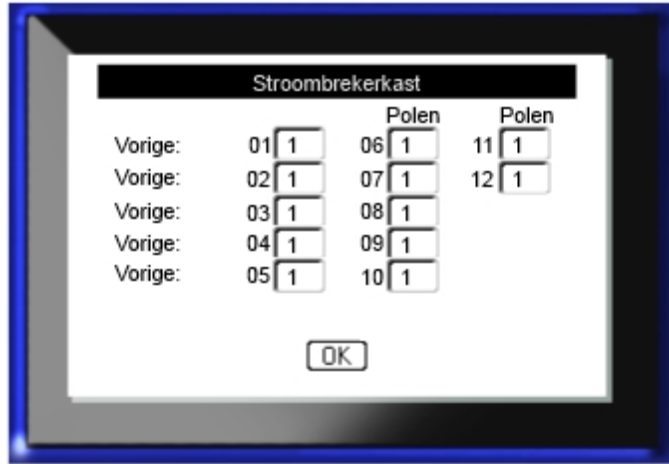 Stroombrekerkast
Polen Polen
Vorige: 01 1 06 1 11 1
Vorige: 02 1 07 1 12 1
Vorige: 03 1 08 1
Vorige: 04 1 09 1
Vorige: 05 1 10 1
OK